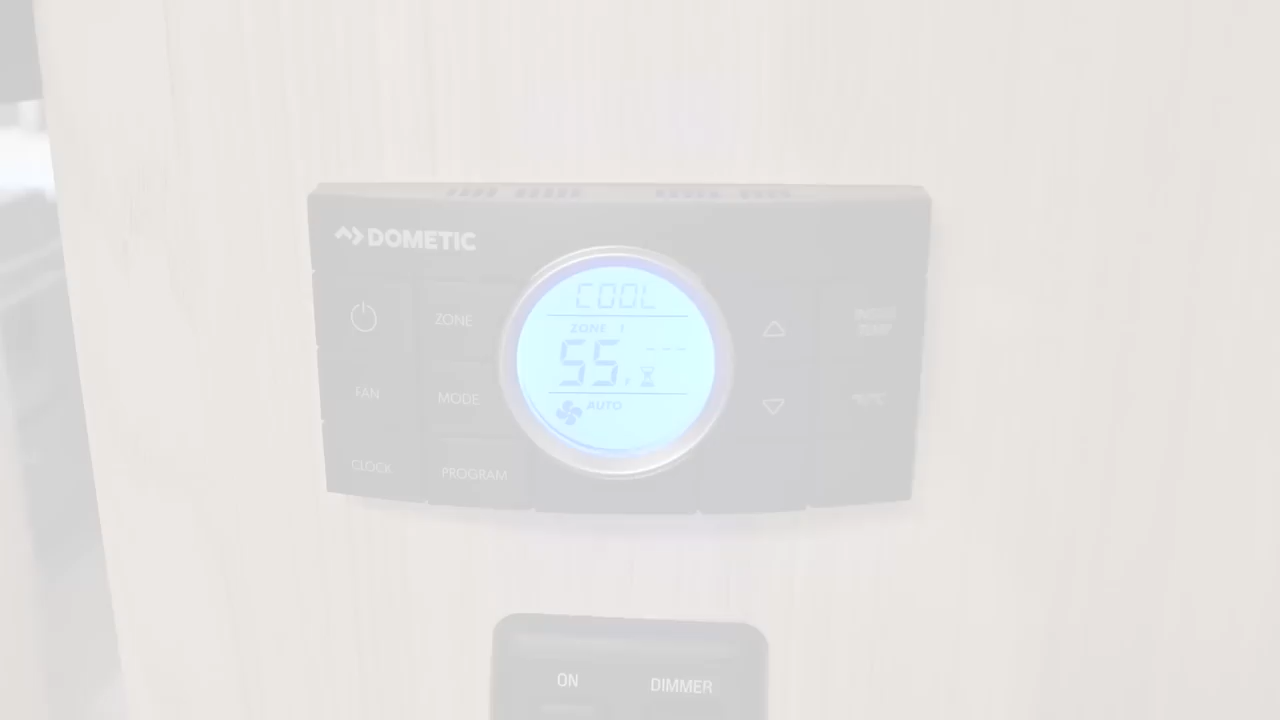 DOMETIC
COOL
ZONE
ZONE 1
55
FAN
MODE
AUTO
CLOCK
PROGRAM
ON
DIMMER